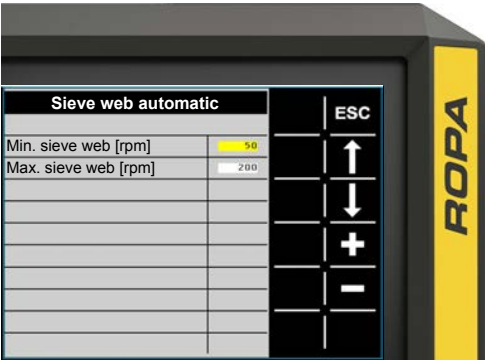 Sieve web automatic
ESC
Min. sieve web [rpm] 50
Max. sieve web [rpm] 200
ROPA